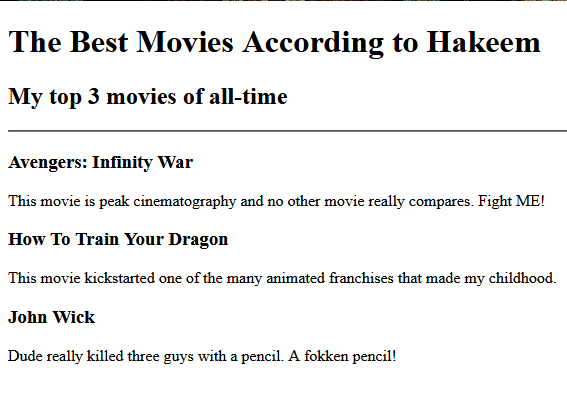 The Best Movies According to Hakeem
My top 3 movies of all-time
Avengers: Infinity War
This movie is peak cinematography and no other movie really compares. Fight ME!
How To Train Your Dragon
This movie kickstarted one of the many animated franchises that made my childhood.
John Wick
Dude really killed three guys with a pencil. A fokken pencil!